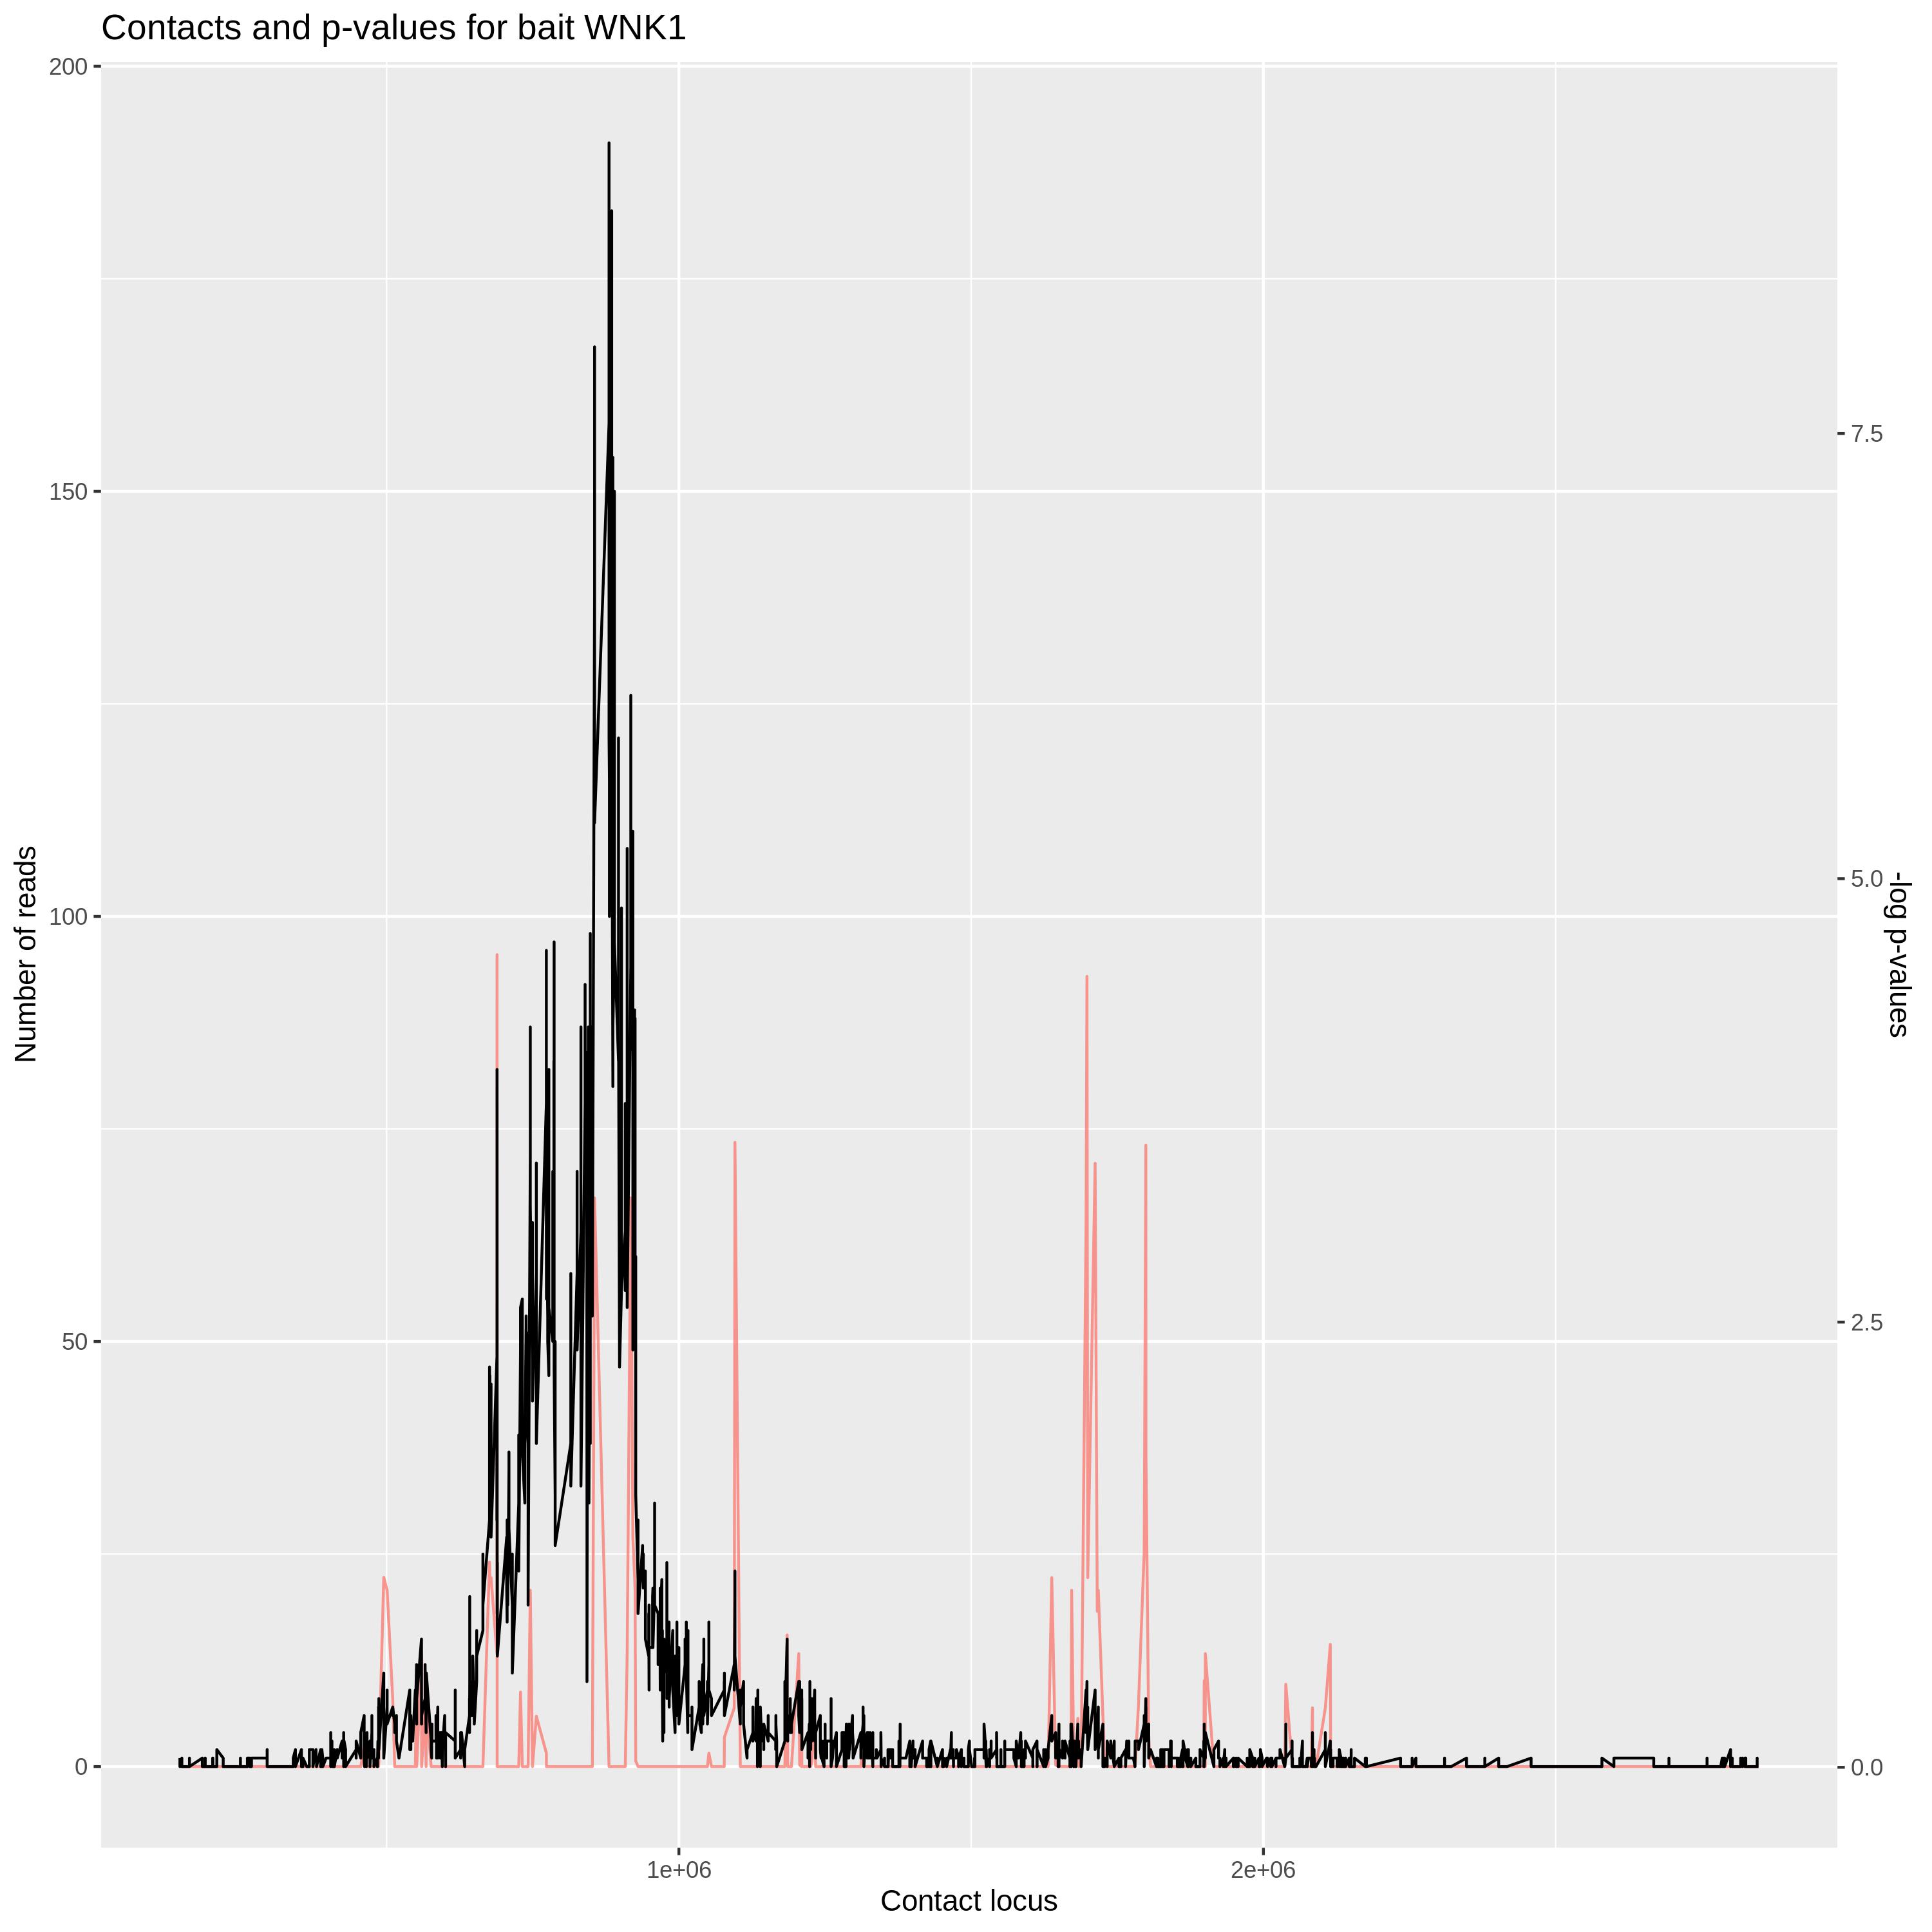 Contacts and p-values for bait WNK1
200
150
100
50
0
Number of reads
7.5
5.0
2.5
0.0
-log p-values
1e+06
2e+06
Contact locus